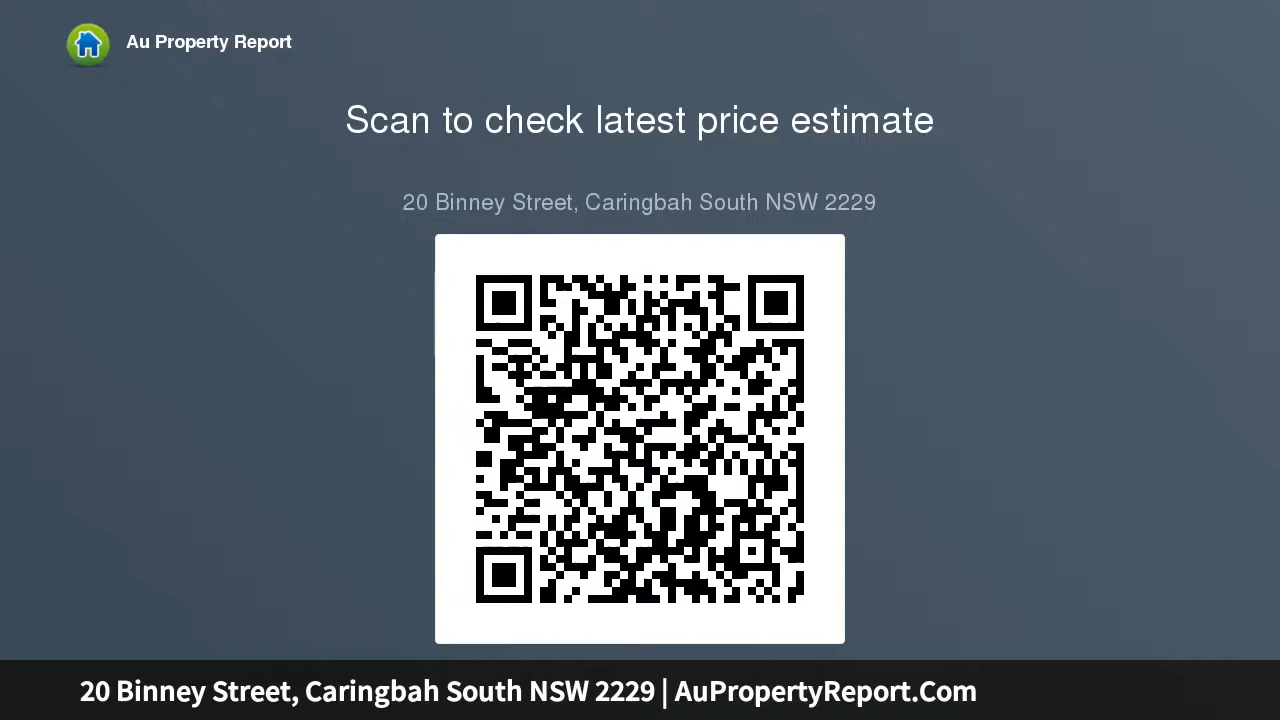 Au Property Report
Scan to check latest price estimate
20 Binney Street, Caringbah South NSW 2229
20 Binney Street, Caringbah South NSW 2229 | AuPropertyReport.Com